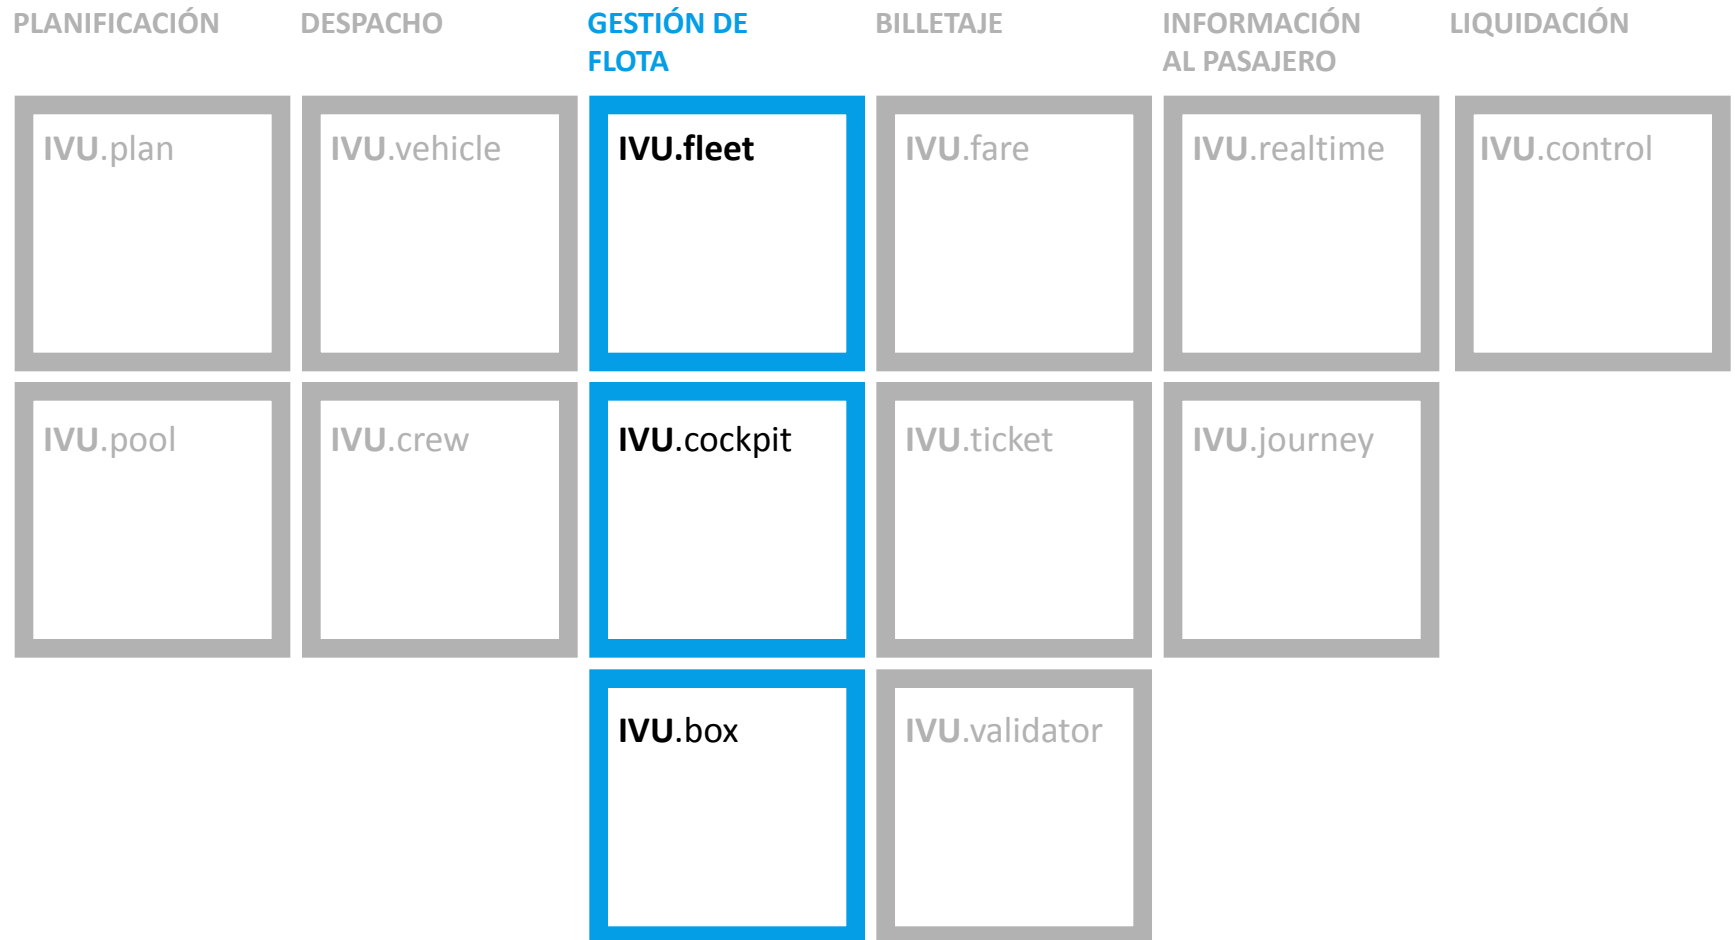 PLANIFICACIÓN
DESPACHO
GESTIÓN DE
FLOTA
BILLETAJE
INFORMACIÓN
AL PASAJERO
LIQUIDACIÓN
IVU.plan
IVU.vehicle
IVU.fleet
IVU.fare
IVU.realtime
IVU.control
IVU.pool
IVU.crew
IVU.cockpit
IVU.ticket
IVU.journey
IVU.box
IVU.validator